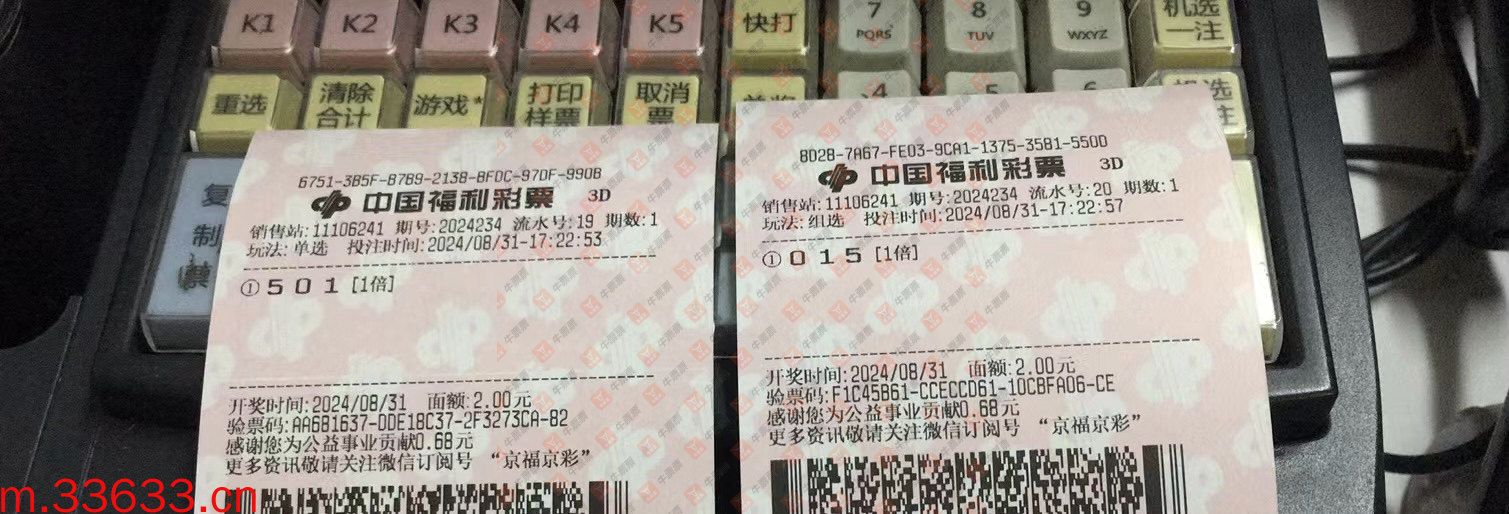 K1 K2 K3 K4 K5 快打 7 8 9 机选一注
PQRS TUV WXYZ
重选 清除合计 游戏* 打印样票 取消票 4 5 6
6751-3B5F-B7B9-213B-BFDC-97DF-990B
中国福利彩票 3D
销售站:11106241 期号:2024234 流水号:19 期数:1
玩法:单选 投注时间:2024/08/31-17:22:53
① 5 0 1 [1倍]
开奖时间:2024/08/31 面额:2.00元
验票码:AA681637-DDE18C37-2F3273CA-82
感谢您为公益事业贡献0.68元
更多资讯敬请关注微信订阅号 “京福京彩”
8D28-7A67-FE03-9CA1-1375-35B1-550D
中国福利彩票 3D
销售站:11106241 期号:2024234 流水号:20 期数:1
玩法:组选 投注时间:2024/08/31-17:22:57
① 0 1 5 [1倍]
开奖时间:2024/08/31 面额:2.00元
验票码:F1C45B61-CCECCD61-10CBFA06-CE
感谢您为公益事业贡献0.68元
更多资讯敬请关注微信订阅号 “京福京彩”
m.33633.cn